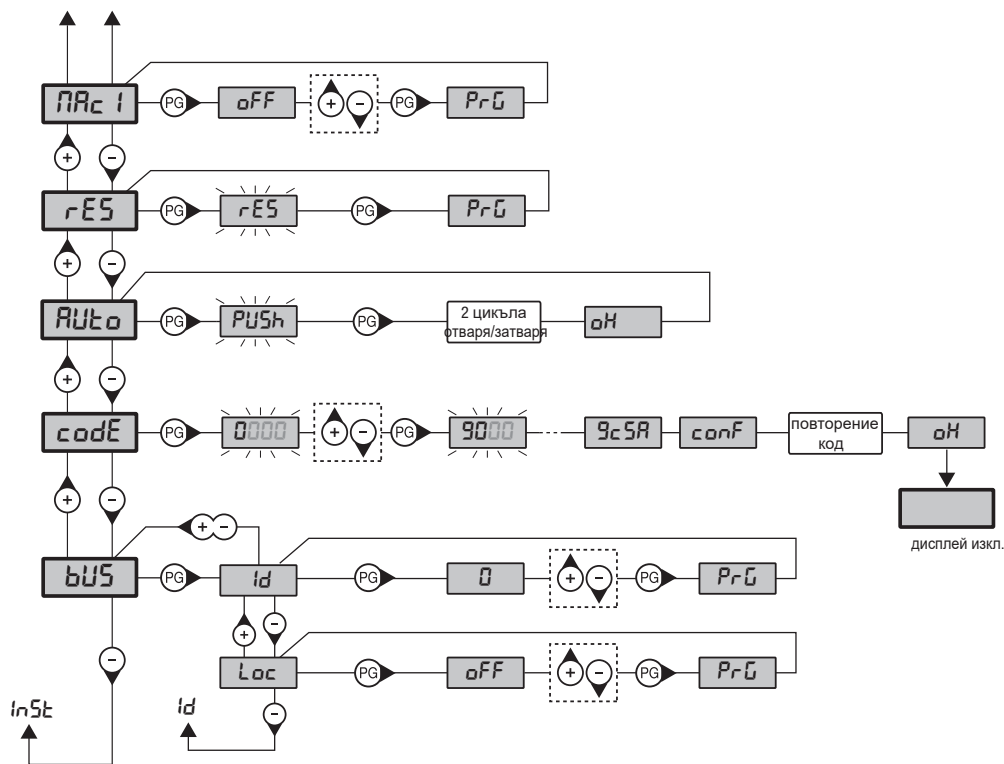 MAc 1 PG oFF + - PG PrG
+ -
rES PG rES PG PrG
+ -
AUto PG PUSh PG 2 цикъла
отваря/затваря oH
+ -
codE PG 0000 + - PG 9000 9c5A conF повторение
код oH
+ -
дисплей изкл.
+ -
bUS PG Id PG 0 + - PG PrG
+ -
Loc PG oFF + - PG PrG
-
InSt
Id -